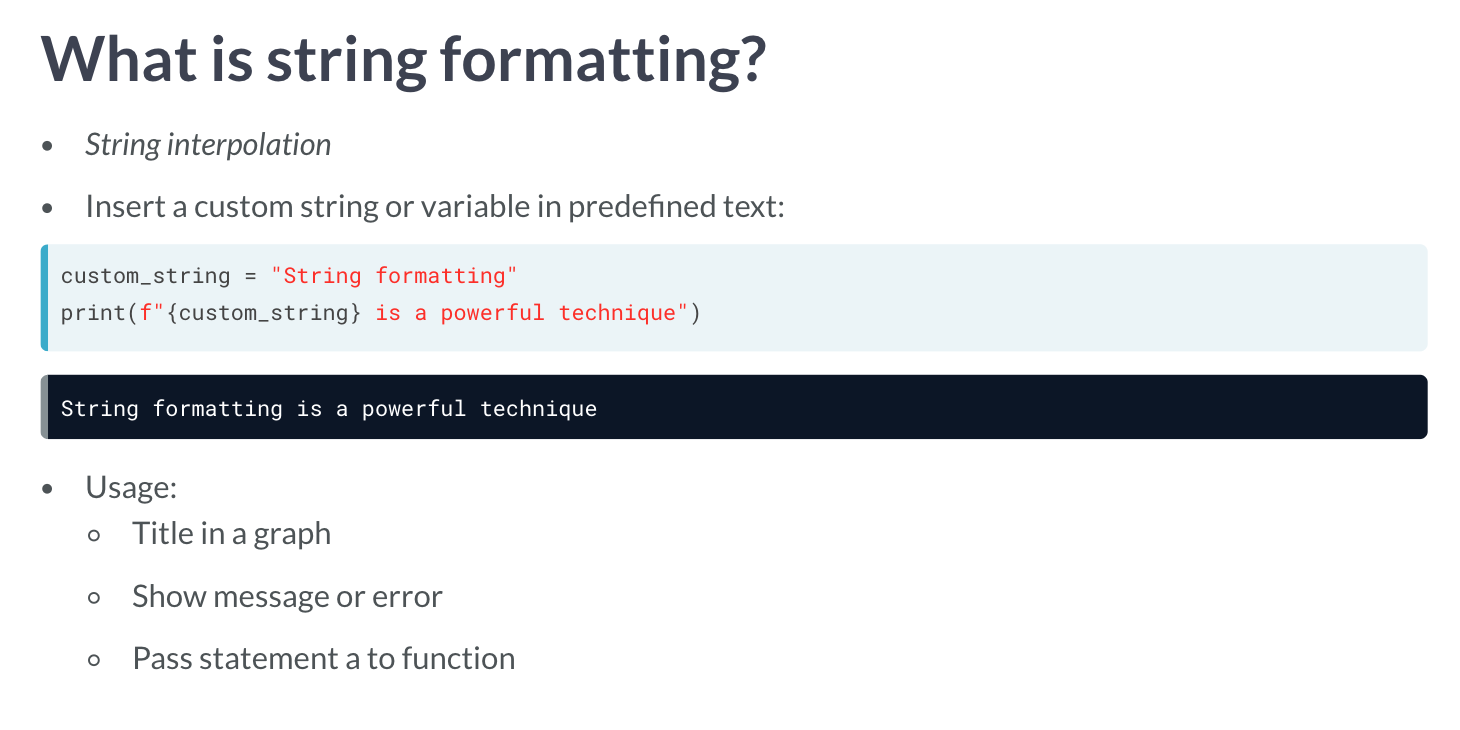 What is string formatting?
• String interpolation
• Insert a custom string or variable in predefined text:
custom_string = "String formatting"
print(f"{custom_string} is a powerful technique")
String formatting is a powerful technique
• Usage:
○ Title in a graph
○ Show message or error
○ Pass statement a to function